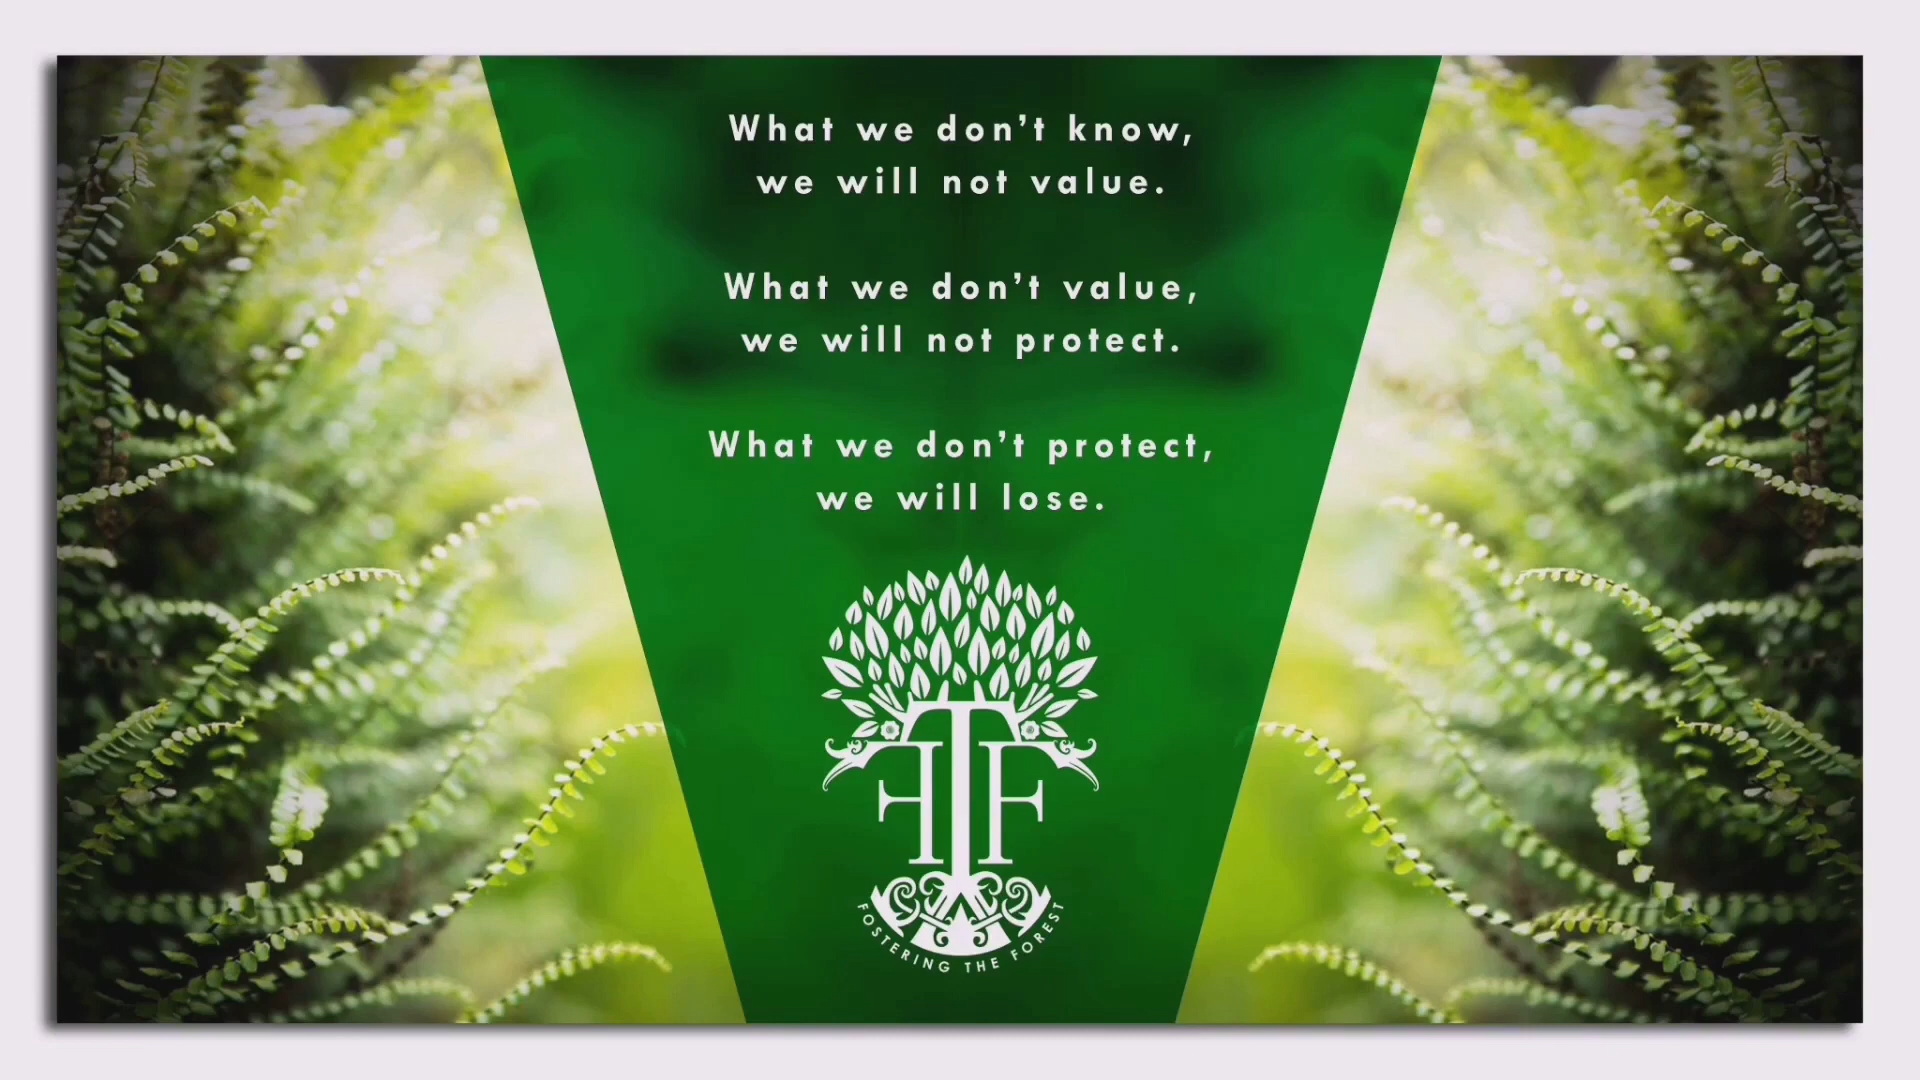 What we don't know,
we will not value.
What we don't value,
we will not protect.
What we don't protect,
we will lose.
FTF
FOSTERING THE FOREST